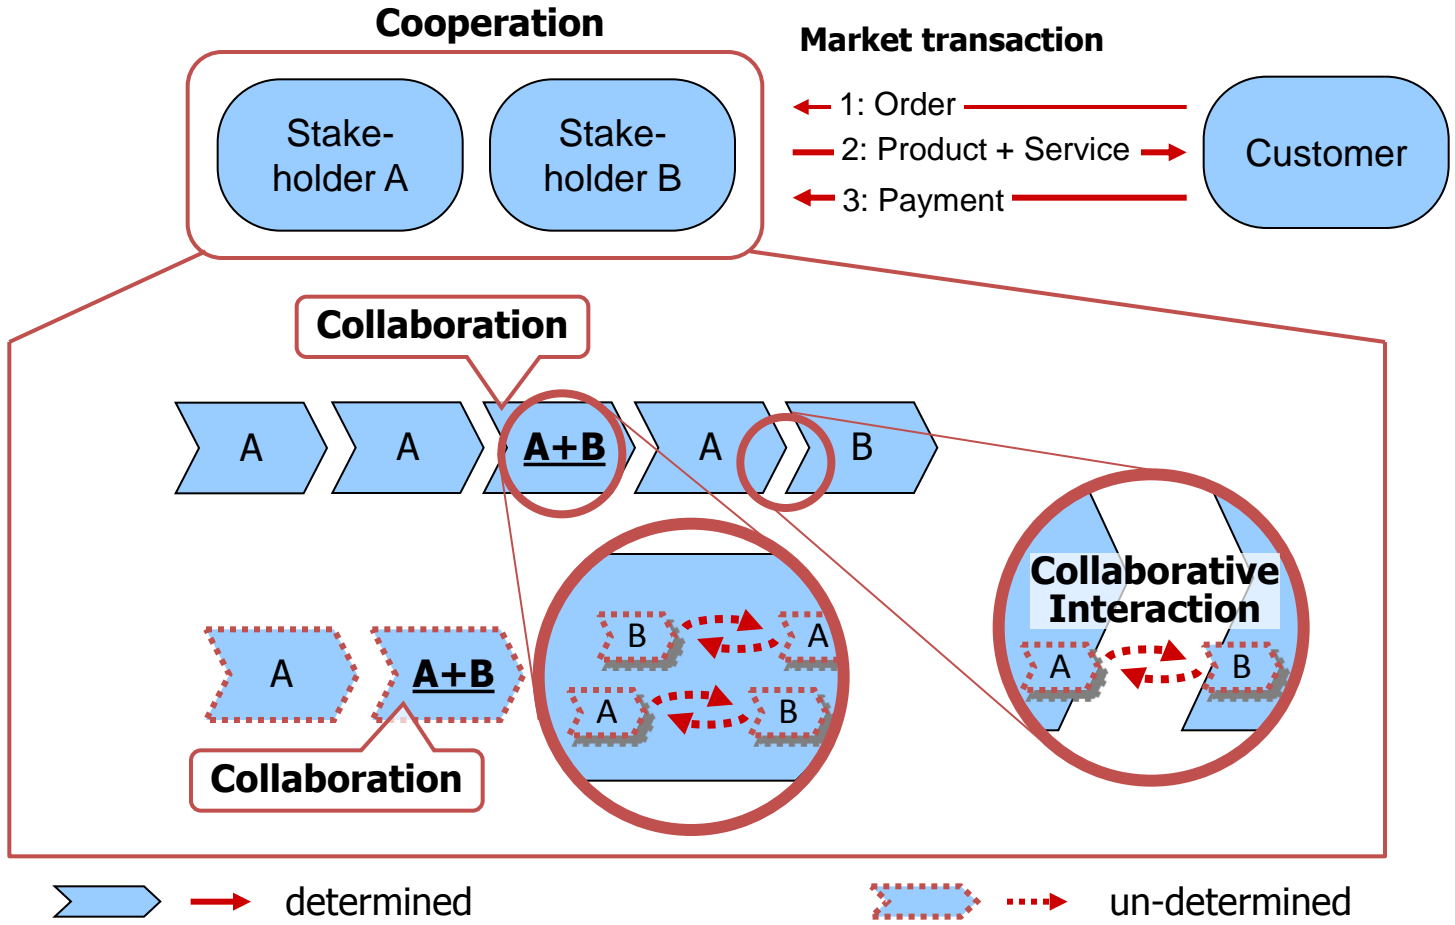 Cooperation
Market transaction
Stake-
holder A
Stake-
holder B
1: Order
2: Product + Service
3: Payment
Customer
Collaboration
A
A
A+B
A
B
Collaborative
Interaction
A
B
B
A
A
B
A
A+B
Collaboration
determined
un-determined